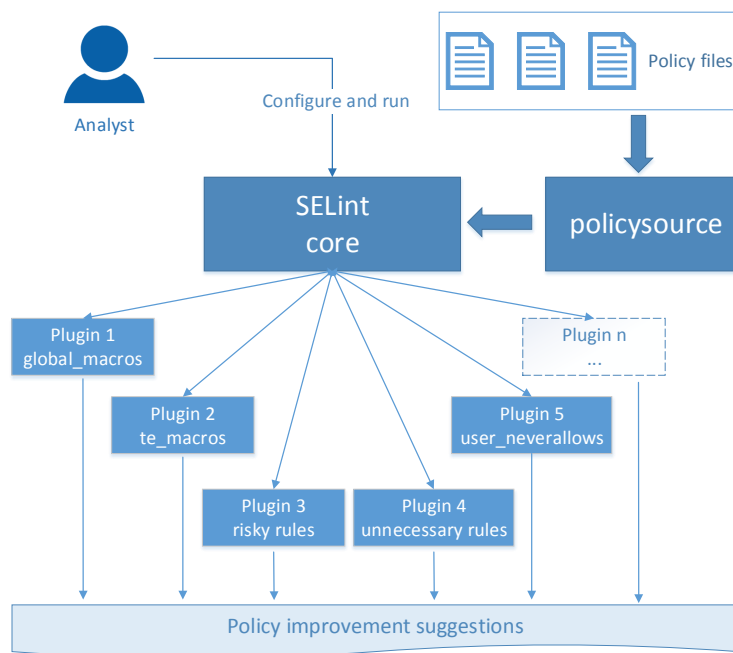 Policy files
Analyst
Configure and run
SELint
core
policysource
Plugin 1
global_macros
Plugin n
...
Plugin 2
te_macros
Plugin 5
user_neverallows
Plugin 3
risky rules
Plugin 4
unnecessary rules
Policy improvement suggestions